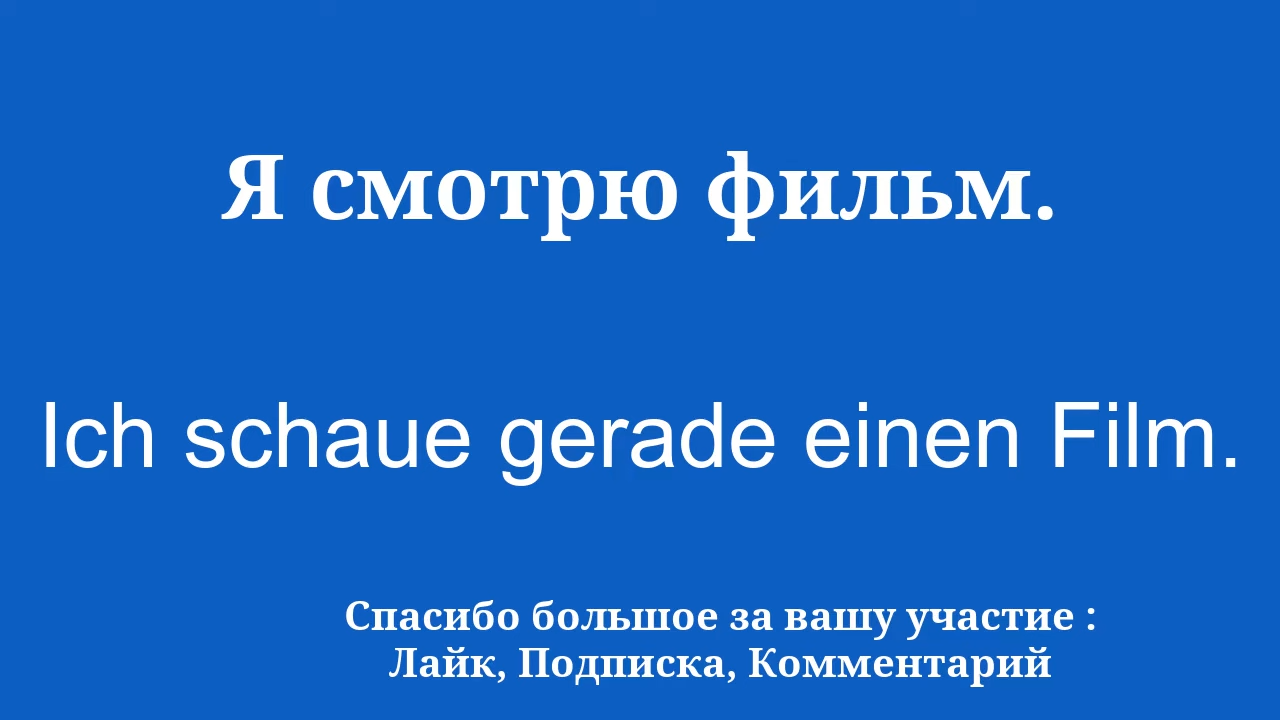 Я смотрю фильм.
Ich schaue gerade einen Film.
Спасибо большое за вашу участие :
Лайк, Подписка, Комментарий